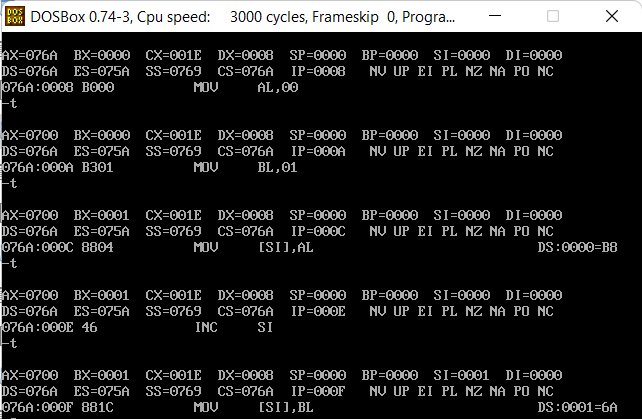 DOSBox 0.74-3, Cpu speed: 3000 cycles, Frameskip 0, Progra...
AX=076A BX=0000 CX=001E DX=0008 SP=0000 BP=0000 SI=0000 DI=0000
DS=076A ES=075A SS=0769 CS=076A IP=0008 NV UP EI PL NZ NA PO NC
076A:0008 B000 MOV AL,00
-t
AX=0700 BX=0000 CX=001E DX=0008 SP=0000 BP=0000 SI=0000 DI=0000
DS=076A ES=075A SS=0769 CS=076A IP=000A NV UP EI PL NZ NA PO NC
076A:000A B301 MOV BL,01
-t
AX=0700 BX=0001 CX=001E DX=0008 SP=0000 BP=0000 SI=0000 DI=0000
DS=076A ES=075A SS=0769 CS=076A IP=000C NV UP EI PL NZ NA PO NC
076A:000C 8804 MOV [SI],AL DS:0000=B8
-t
AX=0700 BX=0001 CX=001E DX=0008 SP=0000 BP=0000 SI=0000 DI=0000
DS=076A ES=075A SS=0769 CS=076A IP=000E NV UP EI PL NZ NA PO NC
076A:000E 46 INC SI
-t
AX=0700 BX=0001 CX=001E DX=0008 SP=0000 BP=0000 SI=0001 DI=0000
DS=076A ES=075A SS=0769 CS=076A IP=000F NV UP EI PL NZ NA PO NC
076A:000F 881C MOV [SI],BL DS:0001=6A